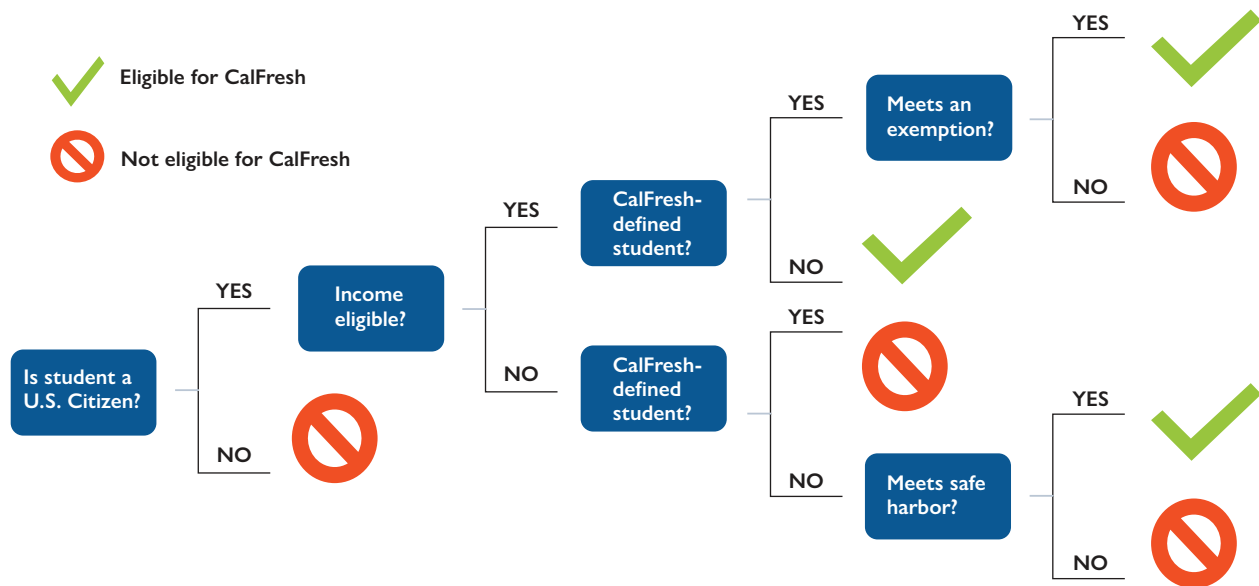 Eligible for CalFresh
Not eligible for CalFresh
Is student a
U.S. Citizen?
YES
NO
Income
eligible?
YES
NO
CalFresh-
defined
student?
YES
NO
Meets an
exemption?
YES
NO
CalFresh-
defined
student?
YES
NO
Meets safe
harbor?
YES
NO